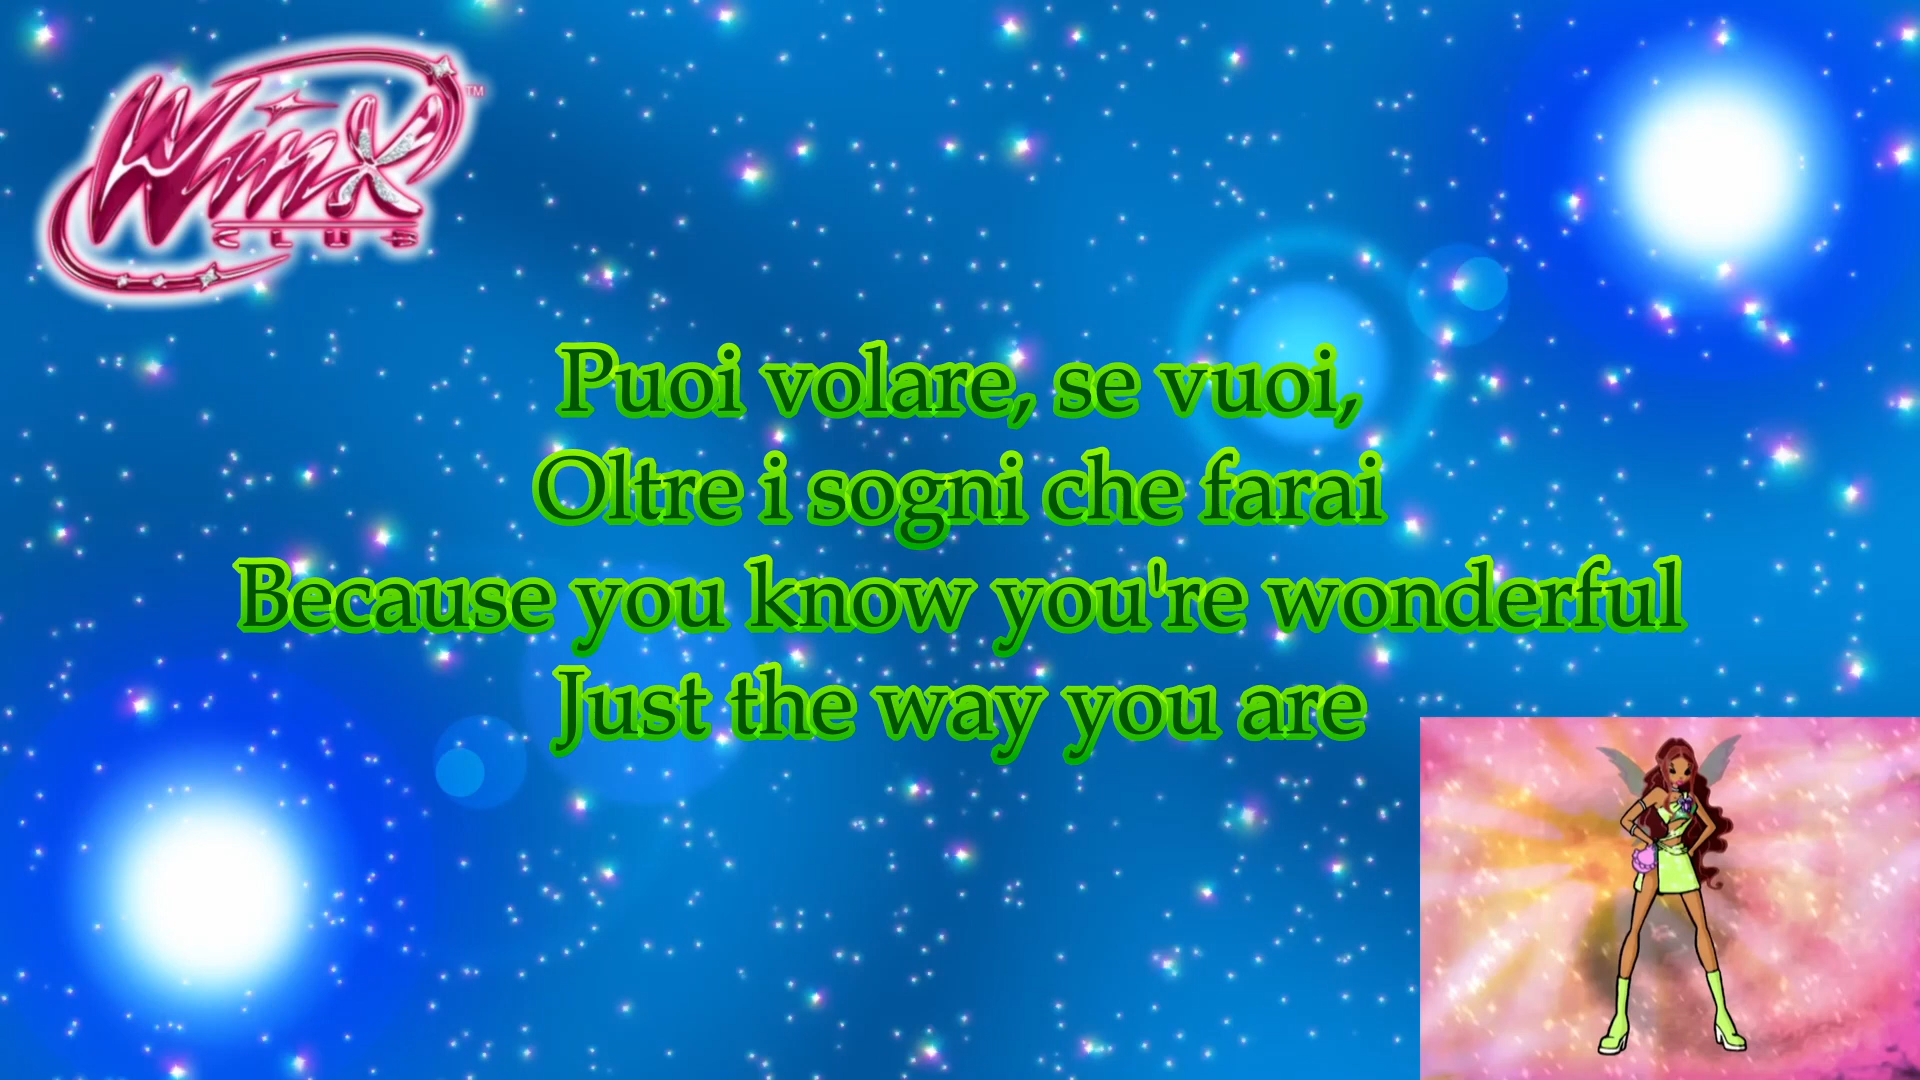 Winx™
CLUB
Puoi volare, se vuoi,
Oltre i sogni che farai
Because you know you're wonderful
Just the way you are